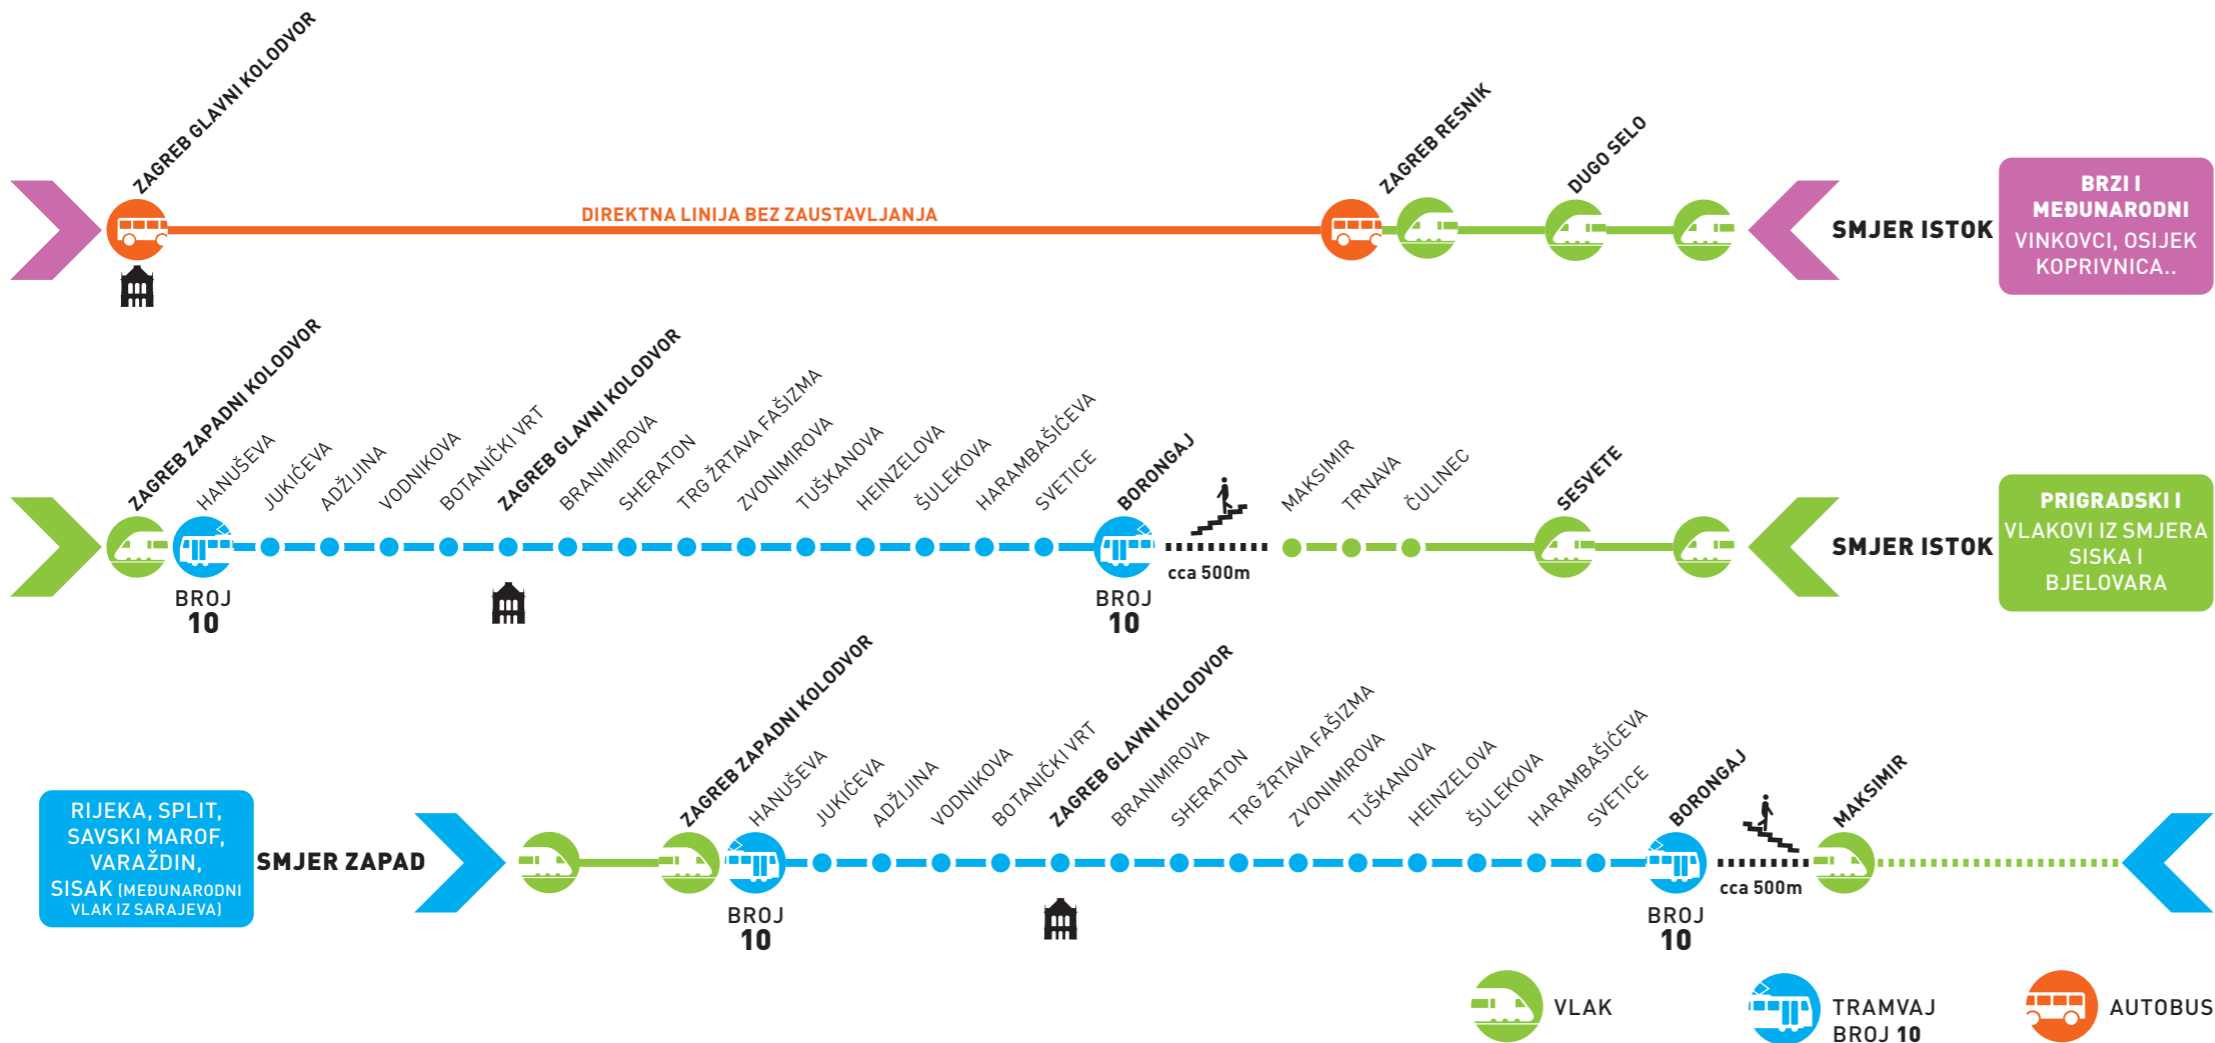 ZAGREB GLAVNI KOLODVOR
DIREKTNA LINIJA BEZ ZAUSTAVLJANJA
ZAGREB RESNIK
DUGO SELO
SMJER ISTOK
BRZI I
MEĐUNARODNI
VINKOVCI, OSIJEK
KOPRIVNICA..
ZAGREB ZAPADNI KOLODVOR
HANUŠEVA
JUKIĆEVA
ADŽIJINA
VODNIKOVA
BOTANIČKI VRT
ZAGREB GLAVNI KOLODVOR
BRANIMIROVA
SHERATON
TRG ŽRTAVA FAŠIZMA
ZVONIMIROVA
TUŠKANOVA
HEINZELOVA
ŠULEKOVA
HARAMBAŠIĆEVA
SVETICE
BORONGAJ
MAKSIMIR
TRNAVA
ČULINEC
SESVETE
BROJ
10
BROJ
10
cca 500m
SMJER ISTOK
PRIGRADSKI I
VLAKOVI IZ SMJERA
SISKA I
BJELOVARA
RIJEKA, SPLIT,
SAVSKI MAROF,
VARAŽDIN,
SISAK (MEĐUNARODNI
VLAK IZ SARAJEVA)
SMJER ZAPAD
ZAGREB ZAPADNI KOLODVOR
HANUŠEVA
JUKIĆEVA
ADŽIJINA
VODNIKOVA
BOTANIČKI VRT
ZAGREB GLAVNI KOLODVOR
BRANIMIROVA
SHERATON
TRG ŽRTAVA FAŠIZMA
ZVONIMIROVA
TUŠKANOVA
HEINZELOVA
ŠULEKOVA
HARAMBAŠIĆEVA
SVETICE
BORONGAJ
MAKSIMIR
BROJ
10
BROJ
10
cca 500m
VLAK
TRAMVAJ
BROJ 10
AUTOBUS